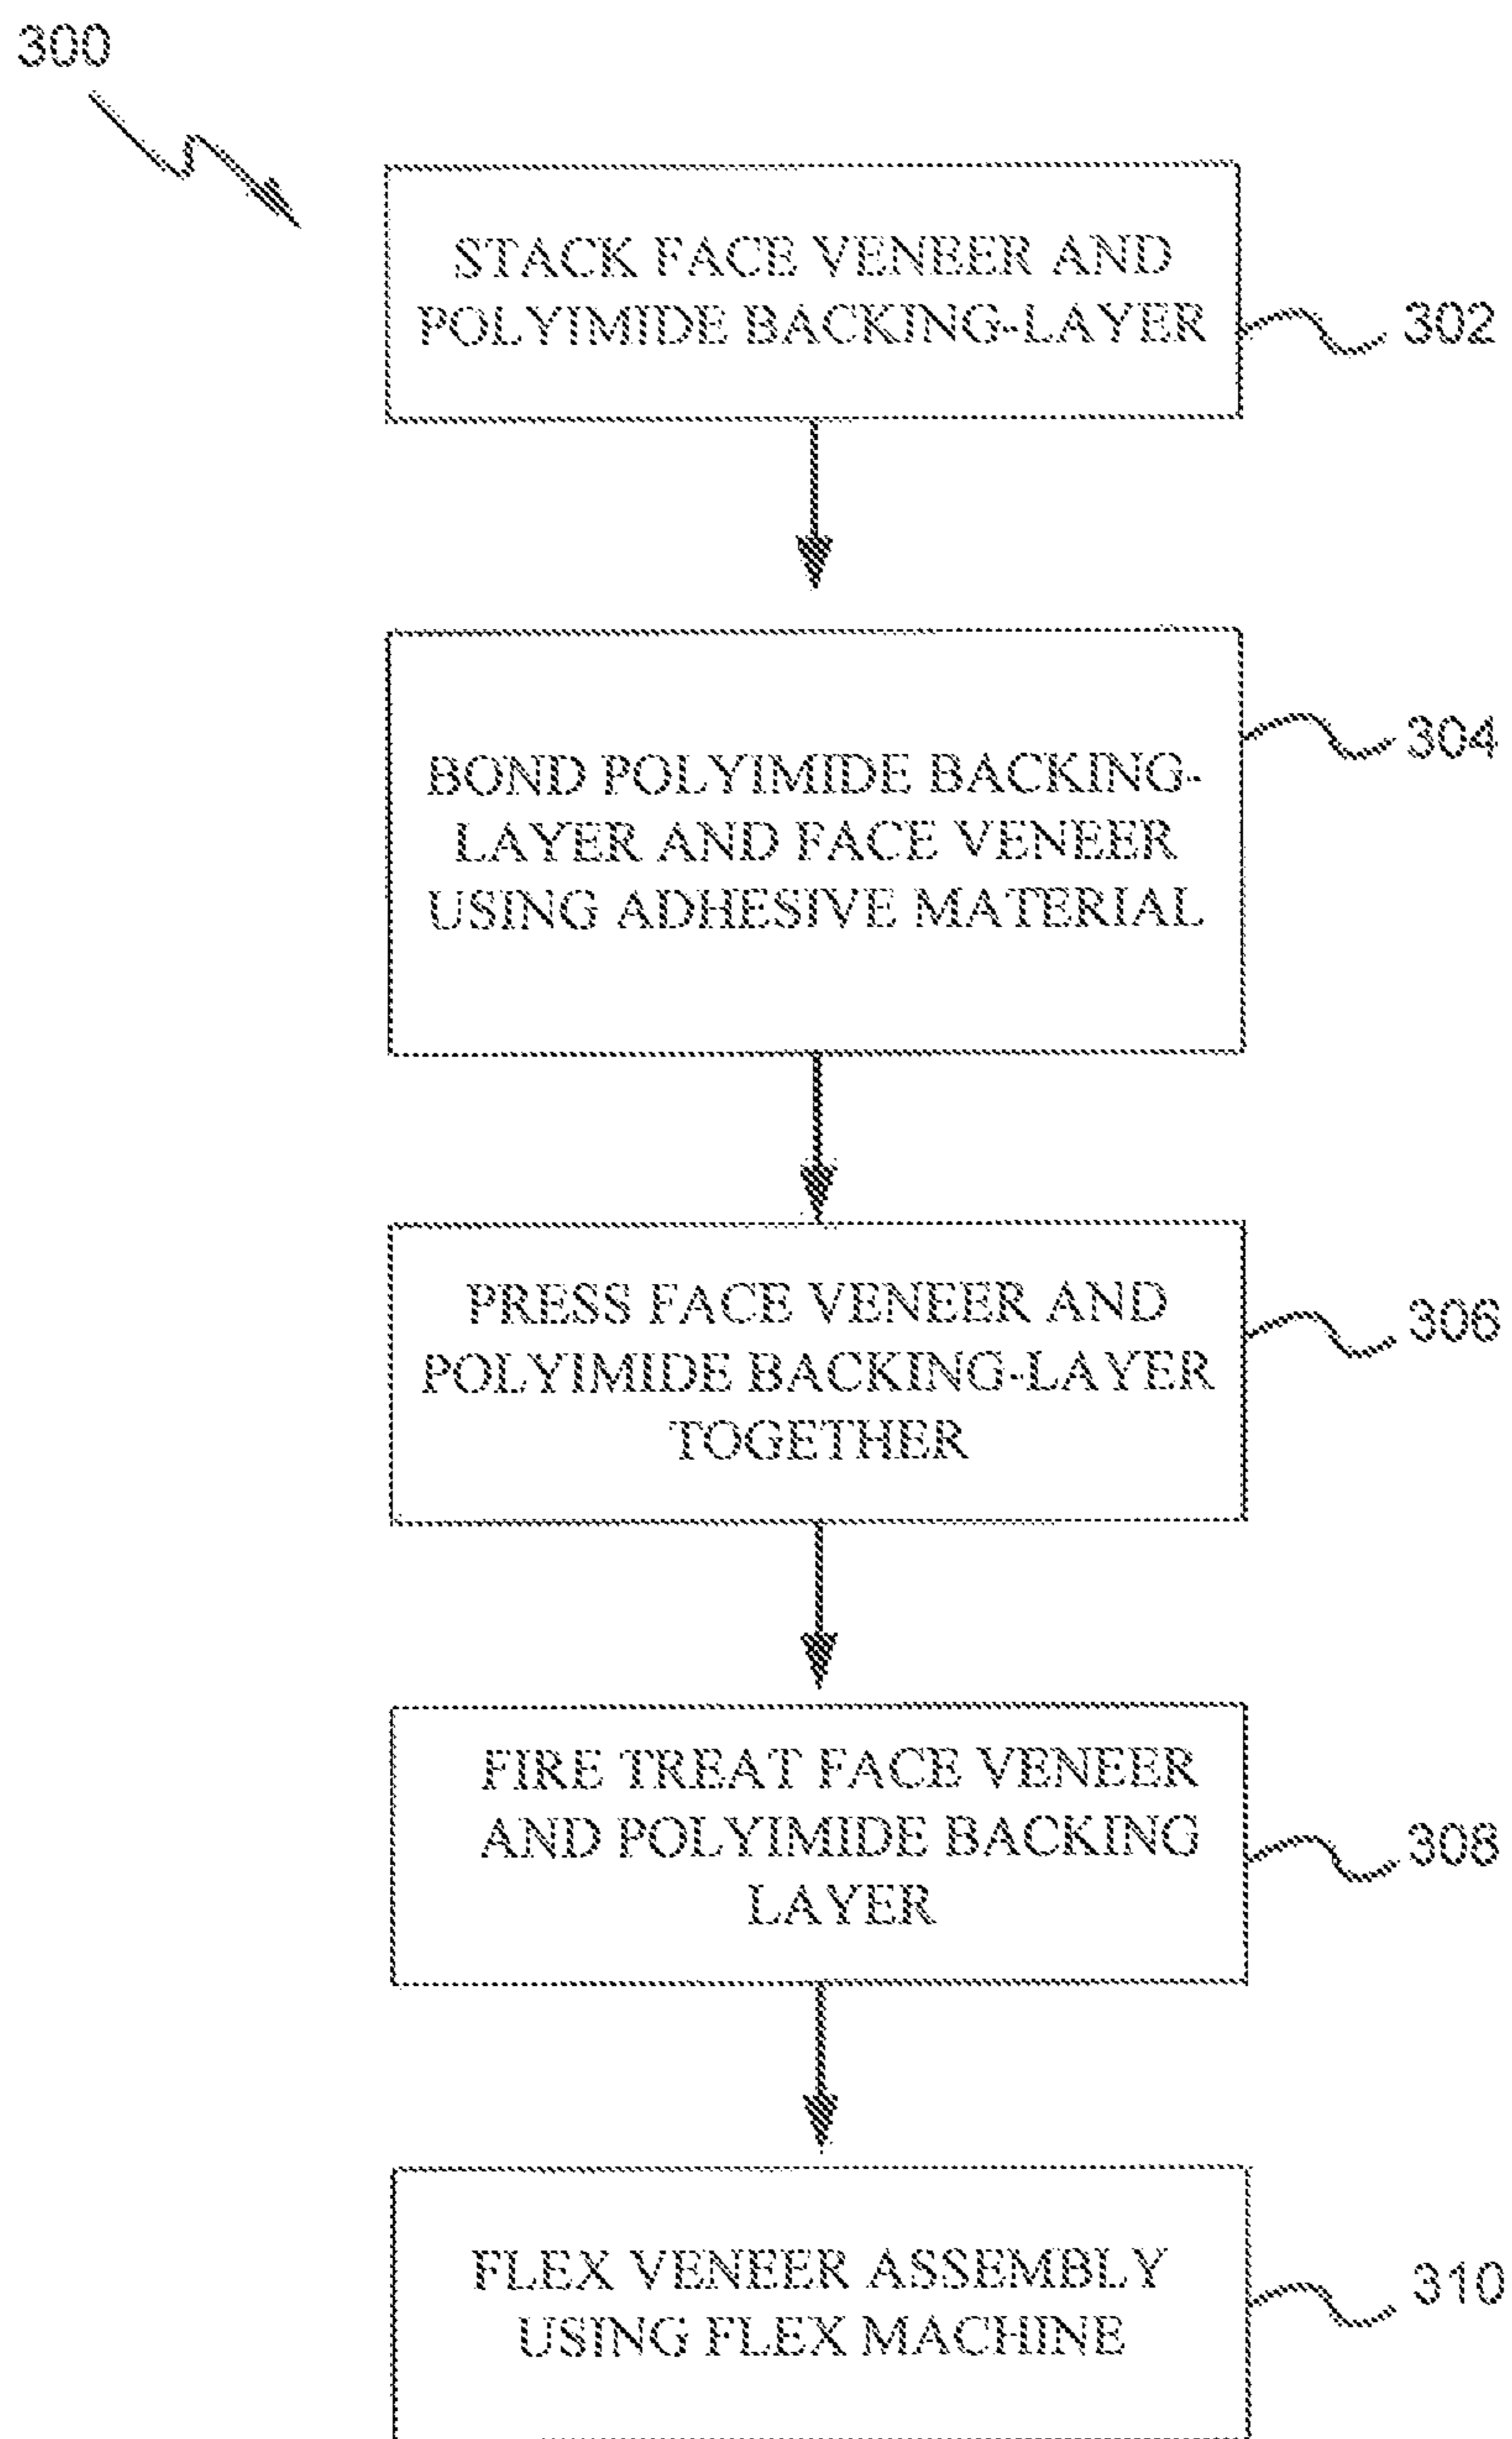 300
STACK FACE VENEER AND
POLYIMIDE BACKING-LAYER
302
BOND POLYIMIDE BACKING-
LAYER AND FACE VENEER
USING ADHESIVE MATERIAL
304
PRESS FACE VENEER AND
POLYIMIDE BACKING-LAYER
TOGETHER
306
FIRE TREAT FACE VENEER
AND POLYIMIDE BACKING
LAYER
308
FLEX VENEER ASSEMBLY
USING FLEX MACHINE
310